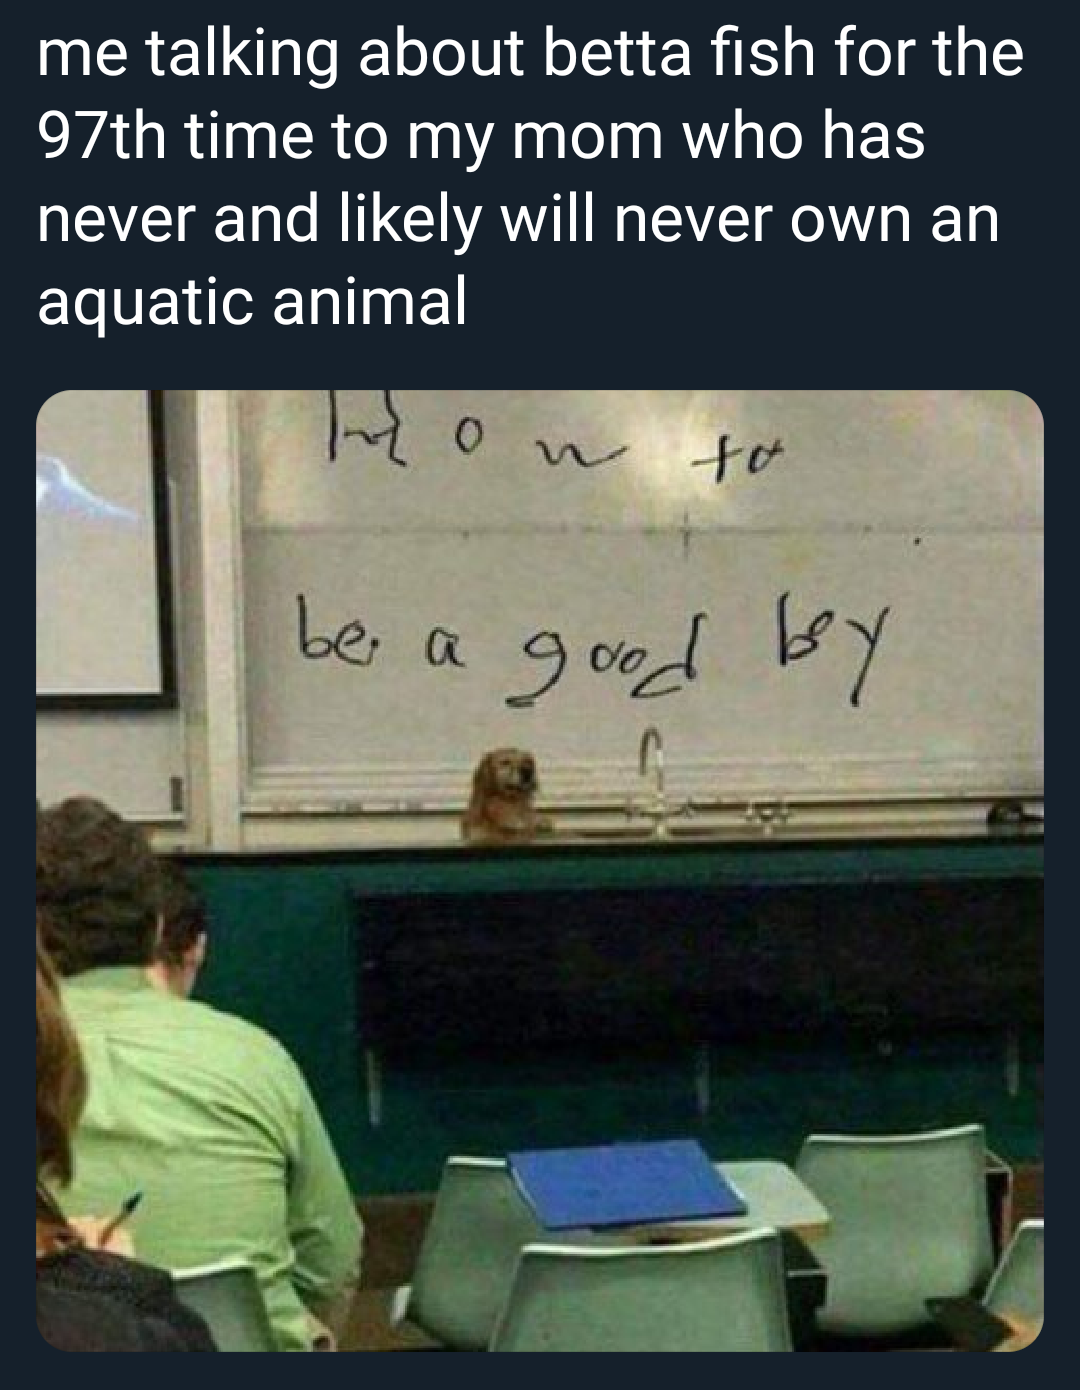 me talking about betta fish for the
97th time to my mom who has
never and likely will never own an
aquatic animal
How to
be a good boy